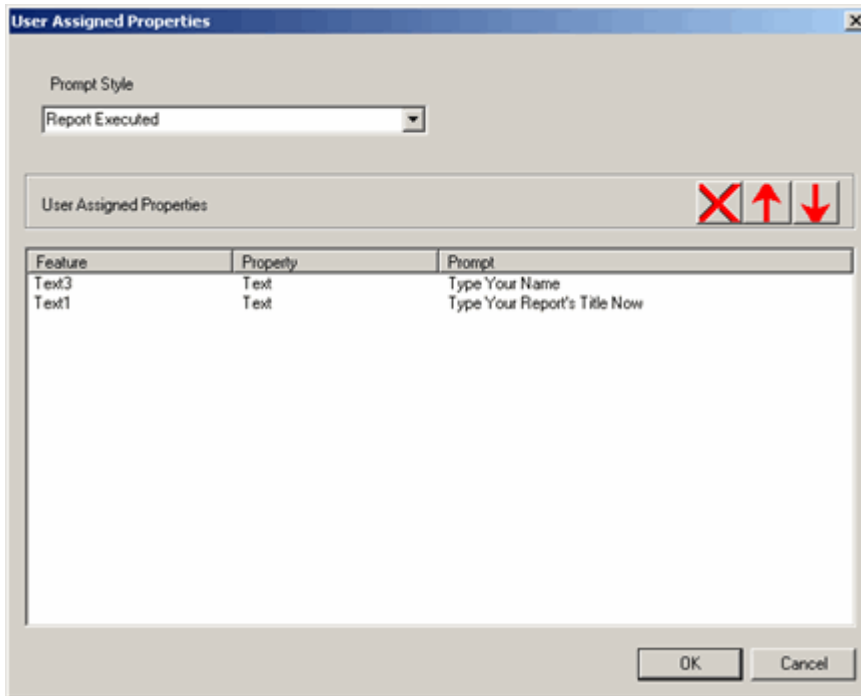 User Assigned Properties
Prompt Style
Report Executed
User Assigned Properties
Feature Property Prompt
Text3 Text Type Your Name
Text1 Text Type Your Report's Title Now
OK Cancel